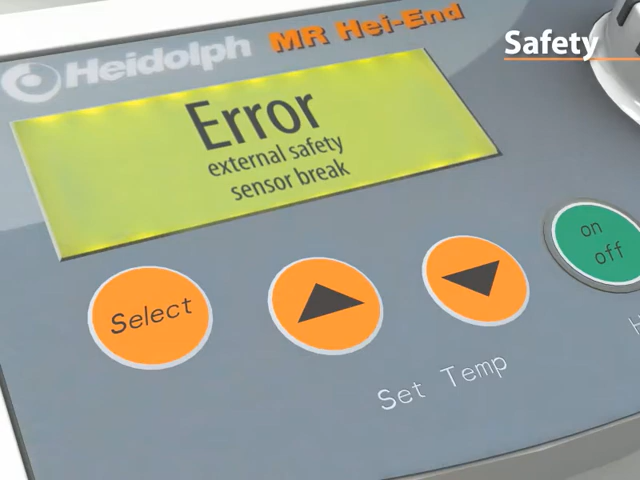 Safety
Heidolph MR Hei-End
Error
external safety
sensor break
on
off
Select
Set Temp
H